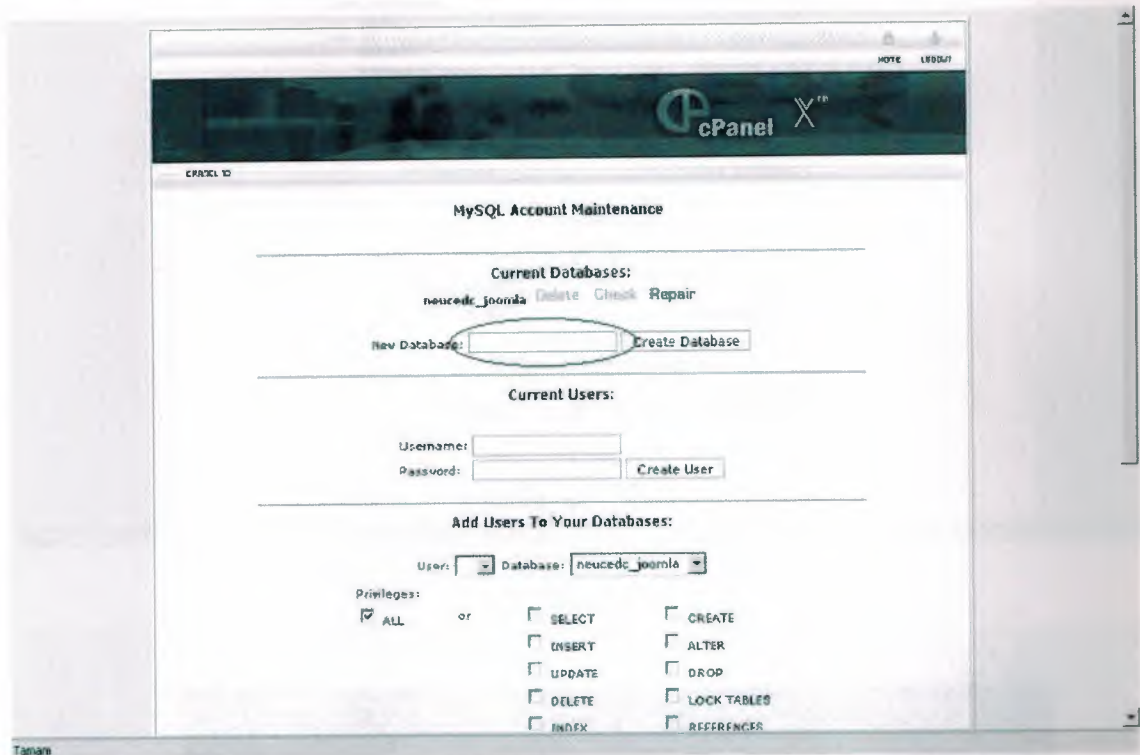 HOME LOGOUT
cPanel X™
MySQL Account Maintenance
Current Databases:
neucedc_joomla Delete Check Repair
New Database: Create Database
Current Users:
Username:
Password: Create User
Add Users To Your Databases:
User: Database: neucedc_joomla
Privileges:
ALL or SELECT CREATE
INSERT ALTER
UPDATE DROP
DELETE LOCK TABLES
INDEX REFERENCES
Tamam